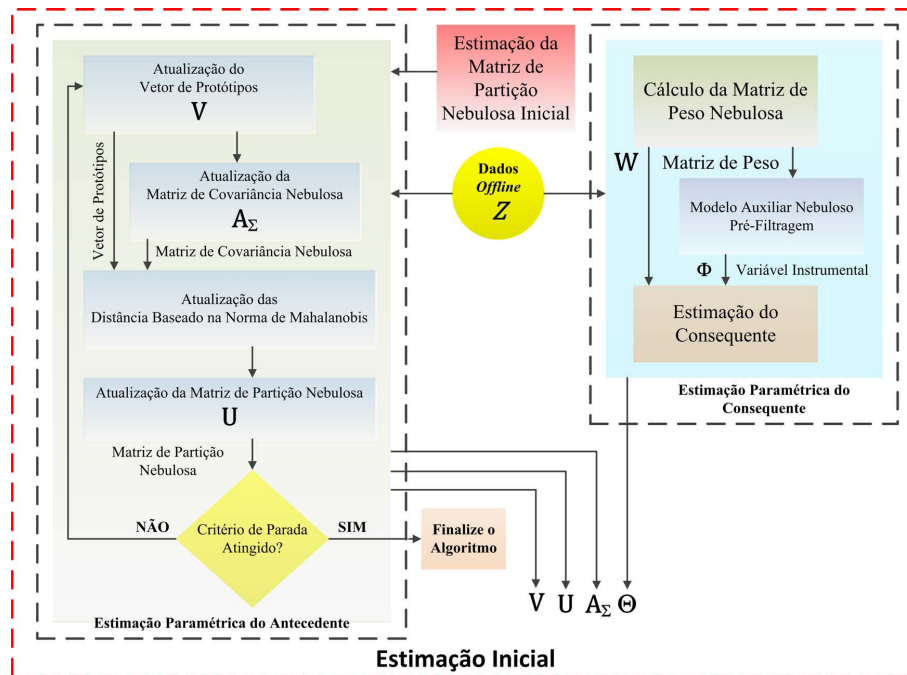 Atualização do
Vetor de Protótipos
V
Vetor de Protótipos
Atualização da
Matriz de Covariância Nebulosa
AΣ
Matriz de Covariância Nebulosa
Atualização das
Distância Baseado na Norma de Mahalanobis
Atualização da Matriz de Partição Nebulosa
U
Matriz de Partição
Nebulosa
NÃO
Critério de Parada
Atingido?
SIM
Finalize o
Algoritmo
Estimação Paramétrica do Antecedente
Estimação da
Matriz de
Partição
Nebulosa Inicial
Dados
Offline
Z
Cálculo da Matriz de
Peso Nebulosa
W
Matriz de Peso
Modelo Auxiliar Nebuloso
Pré-Filtragem
Φ Variável Instrumental
Estimação do
Consequente
Estimação Paramétrica do
Consequente
V U AΣ Θ
Estimação Inicial